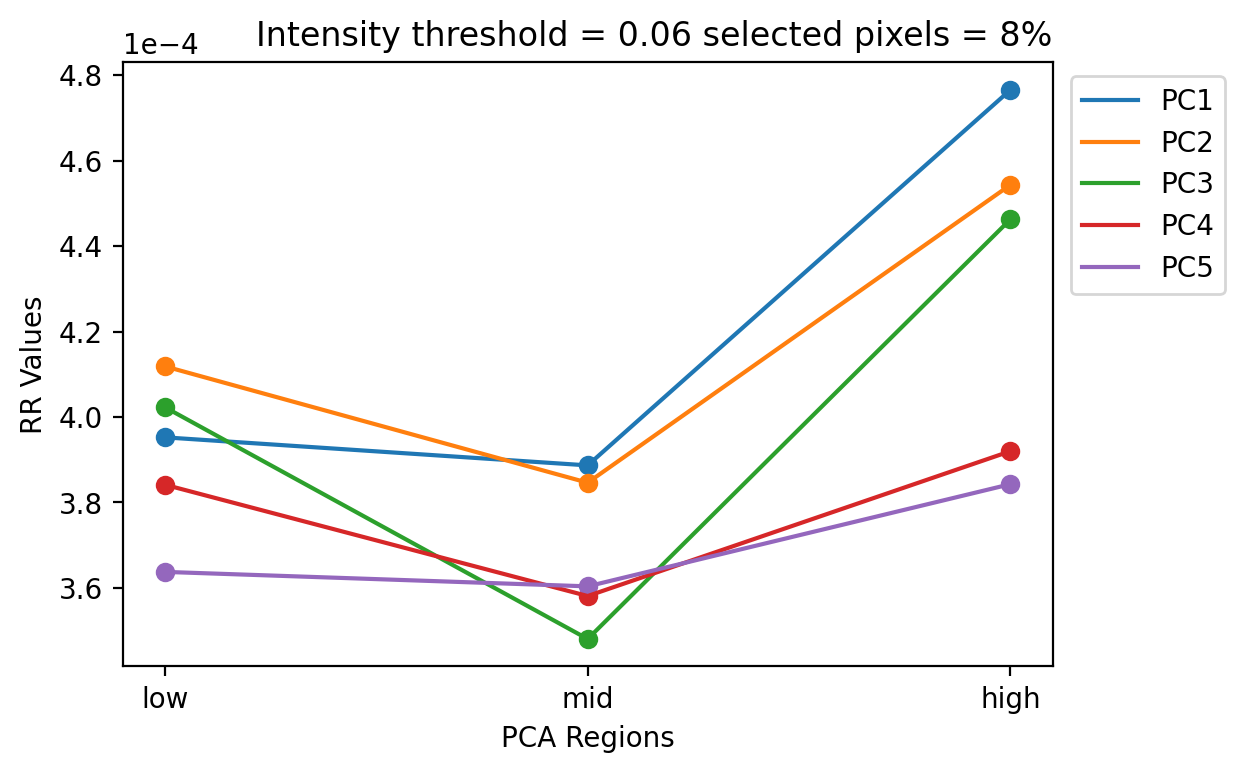 Intensity threshold = 0.06 selected pixels = 8%
1e−4
4.8
4.6
4.4
4.2
4.0
3.8
3.6
RR Values
low
mid
high
PCA Regions
PC1
PC2
PC3
PC4
PC5